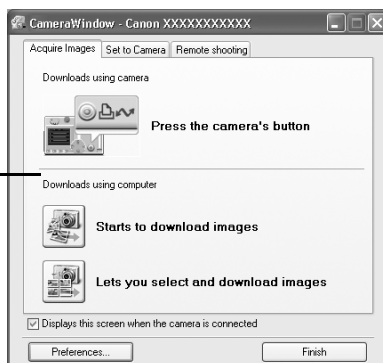 CameraWindow - Canon XXXXXXXXXXX
Acquire Images Set to Camera Remote shooting
Downloads using camera
Press the camera's button
Downloads using computer
Starts to download images
Lets you select and download images
Displays this screen when the camera is connected
Preferences... Finish